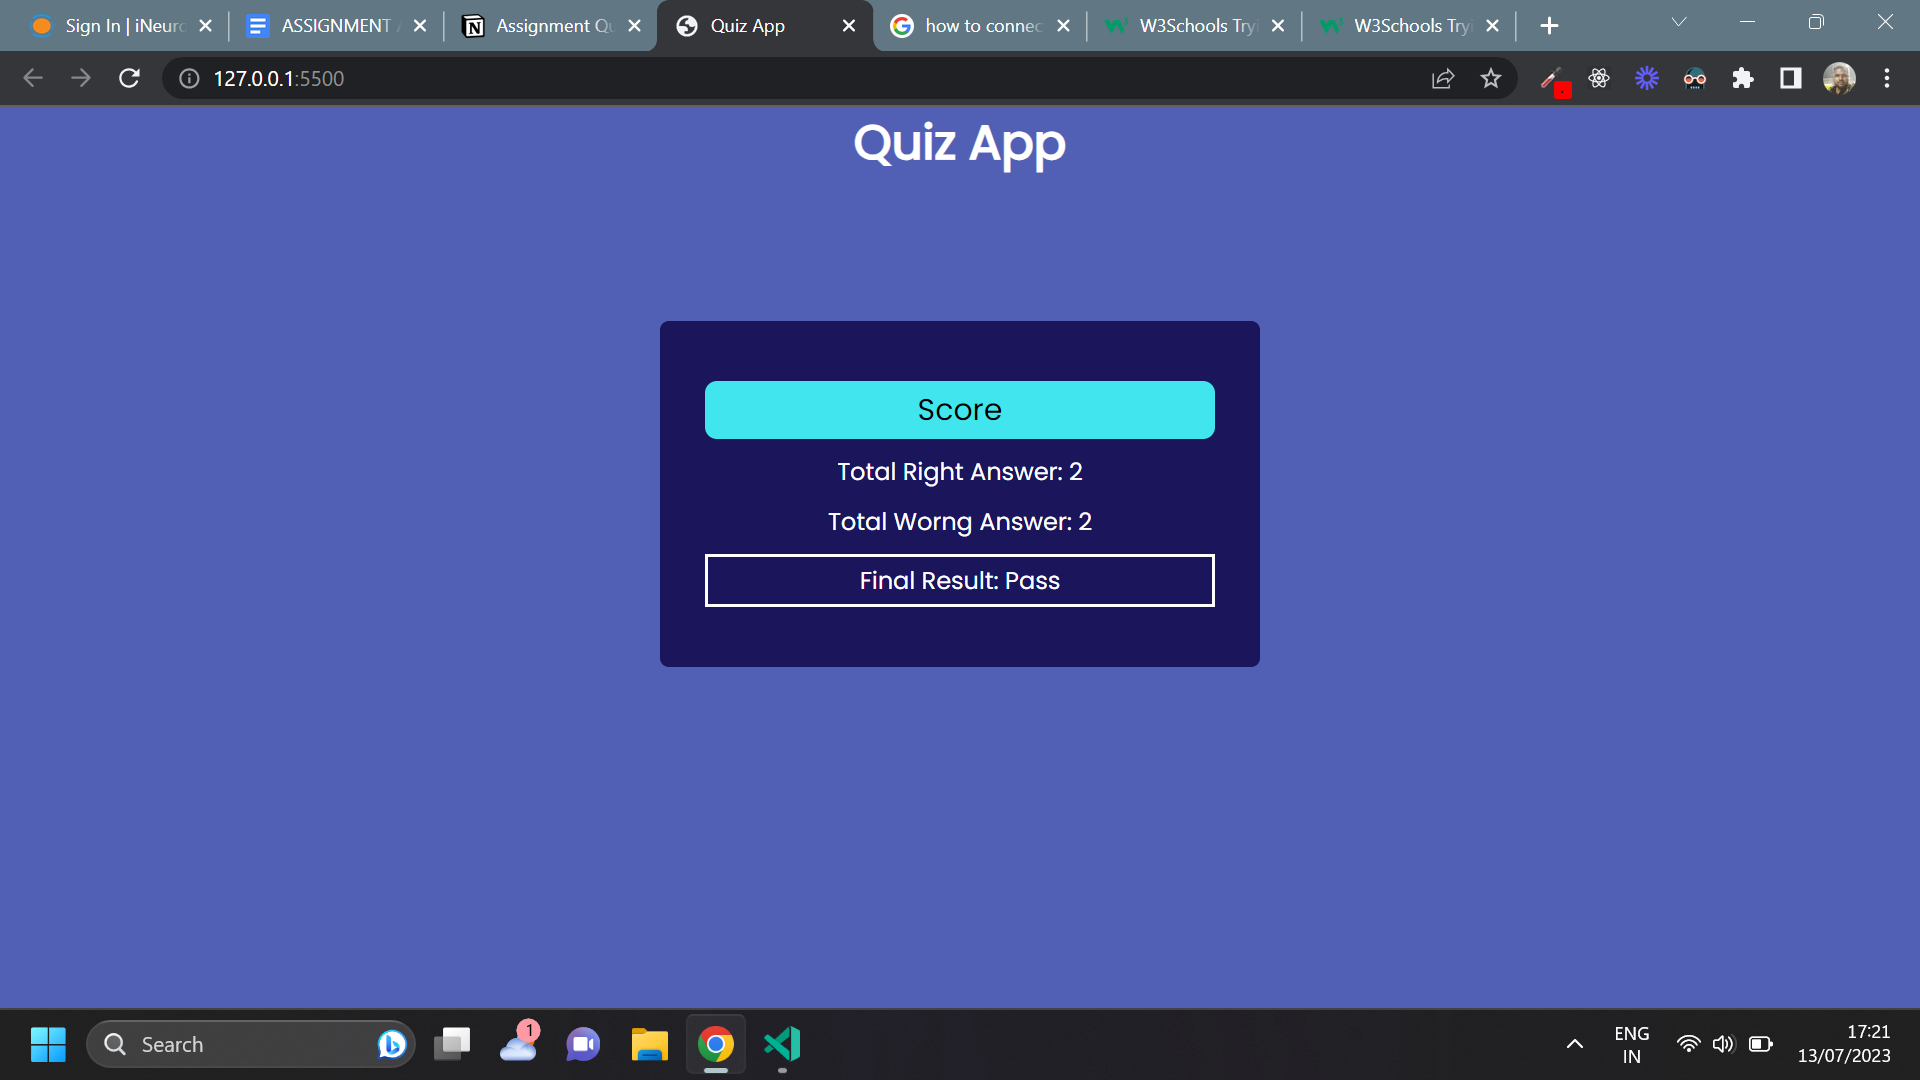 Sign In | iNeuro
ASSIGNMENT
Assignment Qu
Quiz App
how to connec
W3Schools Tryi
W3Schools Tryi
127.0.0.1:5500
Quiz App
Score
Total Right Answer: 2
Total Worng Answer: 2
Final Result: Pass
Search
1
ENG
IN
17:21
13/07/2023